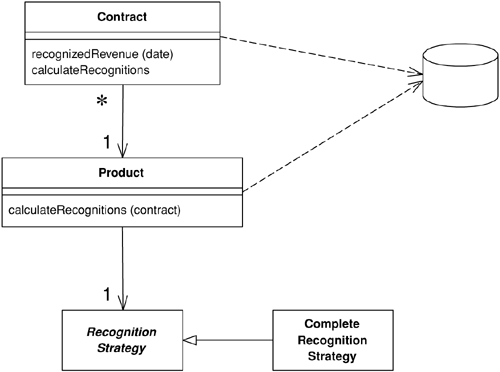 Contract
recognizedRevenue (date)
calculateRecognitions
*
1
Product
calculateRecognitions (contract)
1
Recognition
Strategy
Complete
Recognition
Strategy